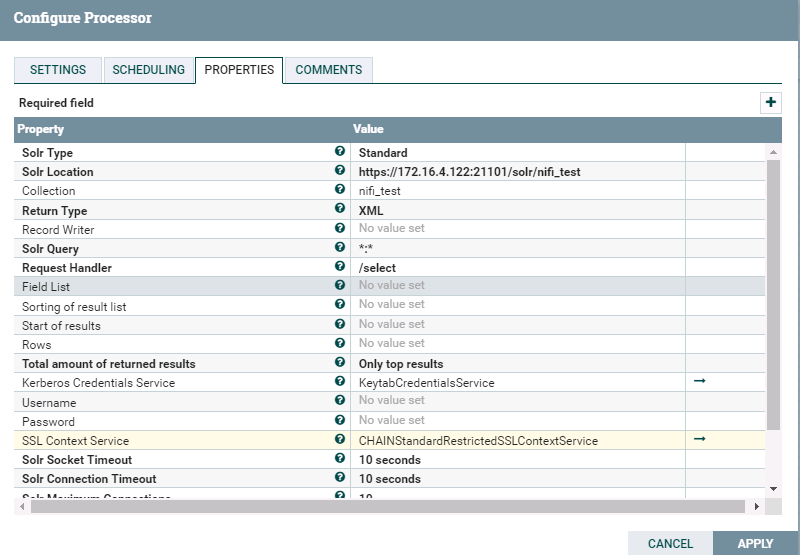 Configure Processor
SETTINGS SCHEDULING PROPERTIES COMMENTS
Required field
Property Value
Solr Type Standard
Solr Location https://172.16.4.122:21101/solr/nifi_test
Collection nifi_test
Return Type XML
Record Writer No value set
Solr Query *:*
Request Handler /select
Field List No value set
Sorting of result list No value set
Start of results No value set
Rows No value set
Total amount of returned results Only top results
Kerberos Credentials Service KeytabCredentialsService
Username No value set
Password No value set
SSL Context Service CHAINStandardRestrictedSSLContextService
Solr Socket Timeout 10 seconds
Solr Connection Timeout 10 seconds
Solr Maximum Connections 10
CANCEL APPLY